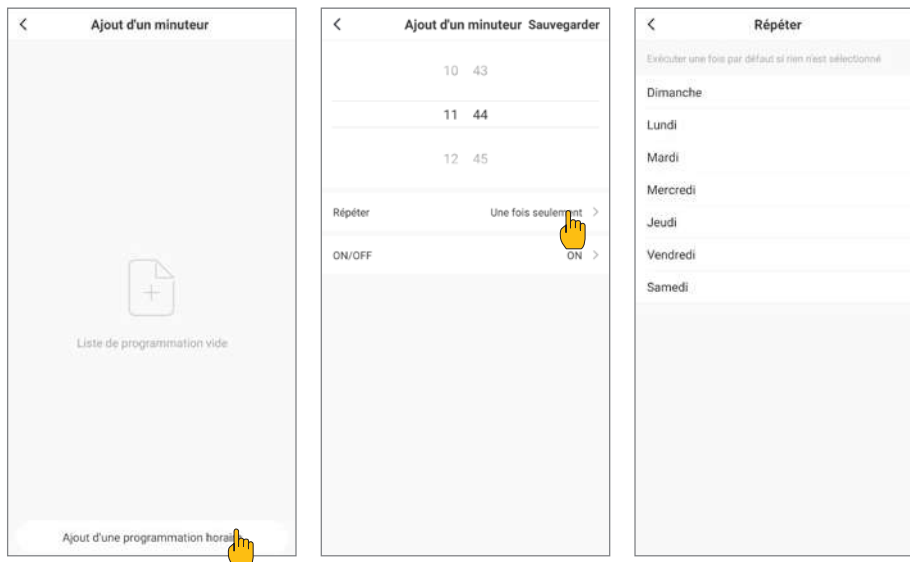 Ajout d'un minuteur
Liste de programmation vide
Ajout d'une programmation horaire
Ajout d'un minuteur Sauvegarder
10 43
11 44
12 45
Répéter Une fois seulement
ON/OFF ON
Répéter
Exécuter une fois par défaut si rien n'est sélectionné
Dimanche
Lundi
Mardi
Mercredi
Jeudi
Vendredi
Samedi